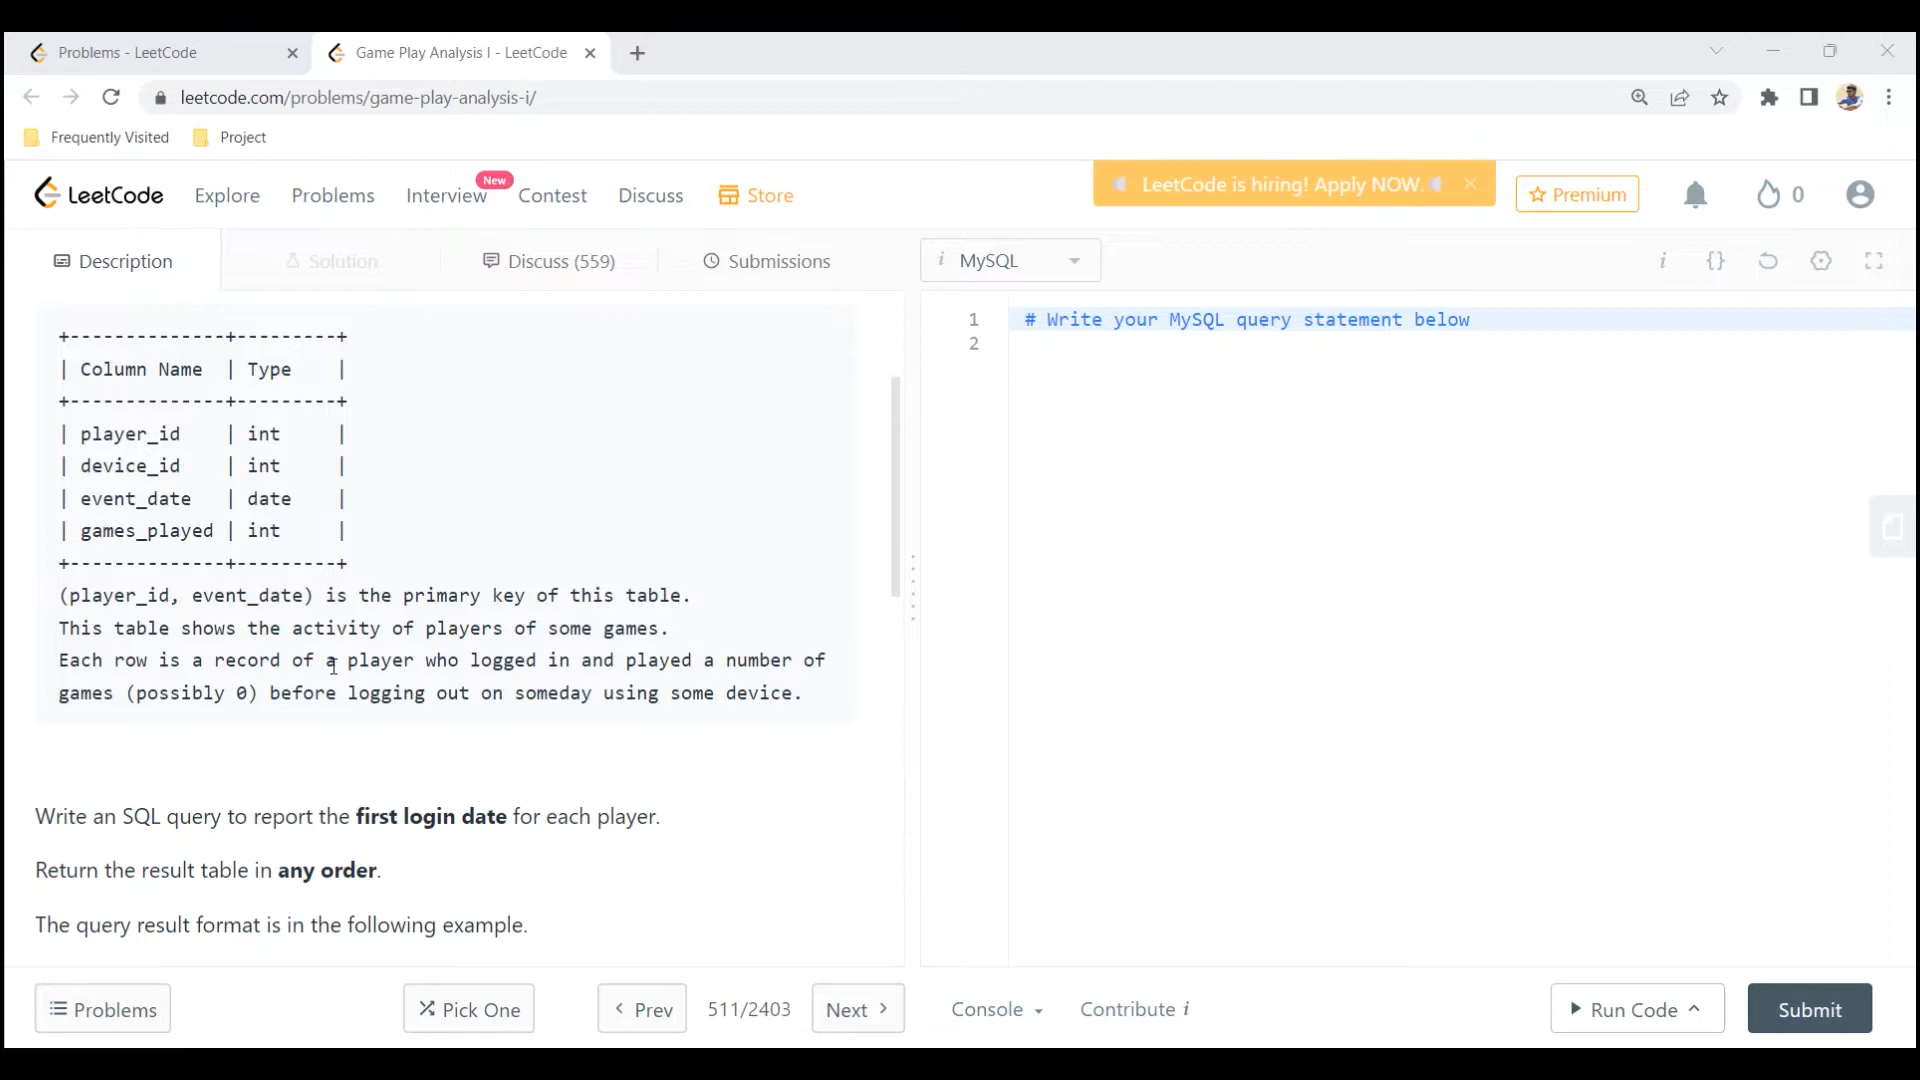 Problems - LeetCode
Game Play Analysis I - LeetCode
leetcode.com/problems/game-play-analysis-i/
Frequently Visited
Project
LeetCode
Explore
Problems
Interview
New
Contest
Discuss
Store
LeetCode is hiring! Apply NOW.
Premium
0
Description
Solution
Discuss (559)
Submissions
i MySQL
i {}
+--------------+---------+
| Column Name | Type |
+--------------+---------+
| player_id | int |
| device_id | int |
| event_date | date |
| games_played | int |
+--------------+---------+
(player_id, event_date) is the primary key of this table.
This table shows the activity of players of some games.
Each row is a record of a player who logged in and played a number of
games (possibly 0) before logging out on someday using some device.
Write an SQL query to report the first login date for each player.
Return the result table in any order.
The query result format is in the following example.
1 # Write your MySQL query statement below
2
Problems
Pick One
Prev
511/2403
Next
Console
Contribute i
Run Code
Submit